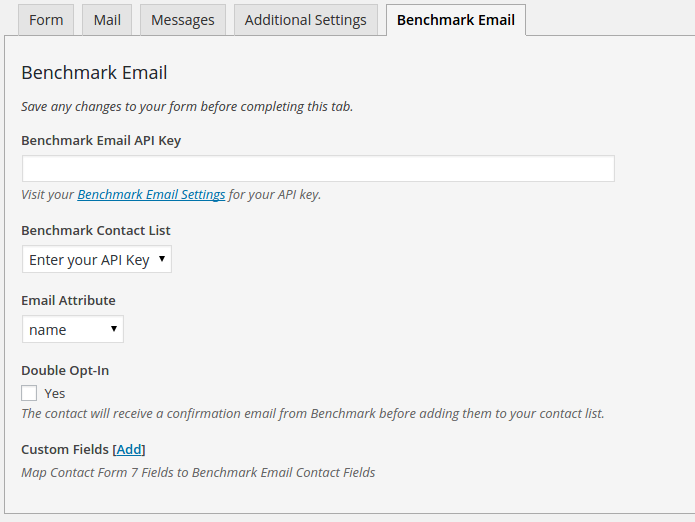 Form Mail Messages Additional Settings Benchmark Email
Benchmark Email
Save any changes to your form before completing this tab.
Benchmark Email API Key
Visit your Benchmark Email Settings for your API key.
Benchmark Contact List
Enter your API Key
Email Attribute
name
Double Opt-In
Yes
The contact will receive a confirmation email from Benchmark before adding them to your contact list.
Custom Fields [Add]
Map Contact Form 7 Fields to Benchmark Email Contact Fields